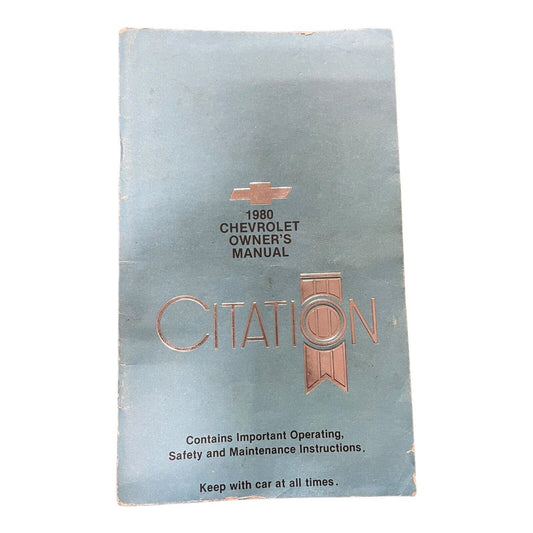 1980
CHEVROLET
OWNER'S
MANUAL
CITATION
Contains Important Operating,
Safety and Maintenance Instructions.
Keep with car at all times.